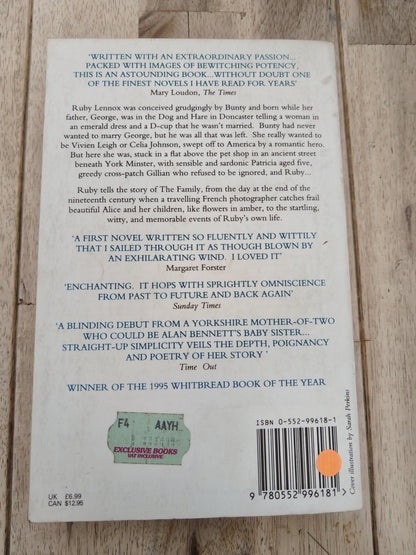 'WRITTEN WITH AN EXTRAORDINARY PASSION...
PACKED WITH IMAGES OF BEWITCHING POTENCY,
THIS IS AN ASTOUNDING BOOK...WITHOUT DOUBT ONE
OF THE FINEST NOVELS I HAVE READ FOR YEARS'
Mary Loudon, The Times
Ruby Lennox was conceived grudgingly by Bunty and born while her
father, George, was in the Dog and Hare in Doncaster telling a woman in
an emerald dress and a D-cup that he wasn't married. Bunty had never
wanted to marry George, but he was all that was left. She really wanted to
be Vivien Leigh or Celia Johnson, swept off to America by a romantic hero.
But here she was, stuck in a flat above the pet shop in an ancient street
beneath York Minster, with sensible and sardonic Patricia aged five,
greedy cross-patch Gillian who refused to be ignored, and Ruby...
Ruby tells the story of The Family, from the day at the end of the
nineteenth century when a travelling French photographer catches frail
beautiful Alice and her children, like flowers in amber, to the startling,
witty, and memorable events of Ruby's own life.
'A FIRST NOVEL WRITTEN SO FLUENTLY AND WITTILY
THAT I SAILED THROUGH IT AS THOUGH BLOWN BY
AN EXHILARATING WIND. I LOVED IT'
Margaret Forster
'ENCHANTING. IT HOPS WITH SPRIGHTLY OMNISCIENCE
FROM PAST TO FUTURE AND BACK AGAIN'
Sunday Times
'A BLINDING DEBUT FROM A YORKSHIRE MOTHER-OF-TWO
WHO COULD BE ALAN BENNETT'S BABY SISTER...
STRAIGHT-UP SIMPLICITY VEILS THE DEPTH, POIGNANCY
AND POETRY OF HER STORY'
Time Out
WINNER OF THE 1995 WHITBREAD BOOK OF THE YEAR
F4 AAYH
EXCLUSIVE BOOKS
VAT INCLUSIVE
UK £6.99
CAN $12.95
ISBN 0-552-99618-1
9 780552 996181 >
Cover illustration by Sarah Perkins